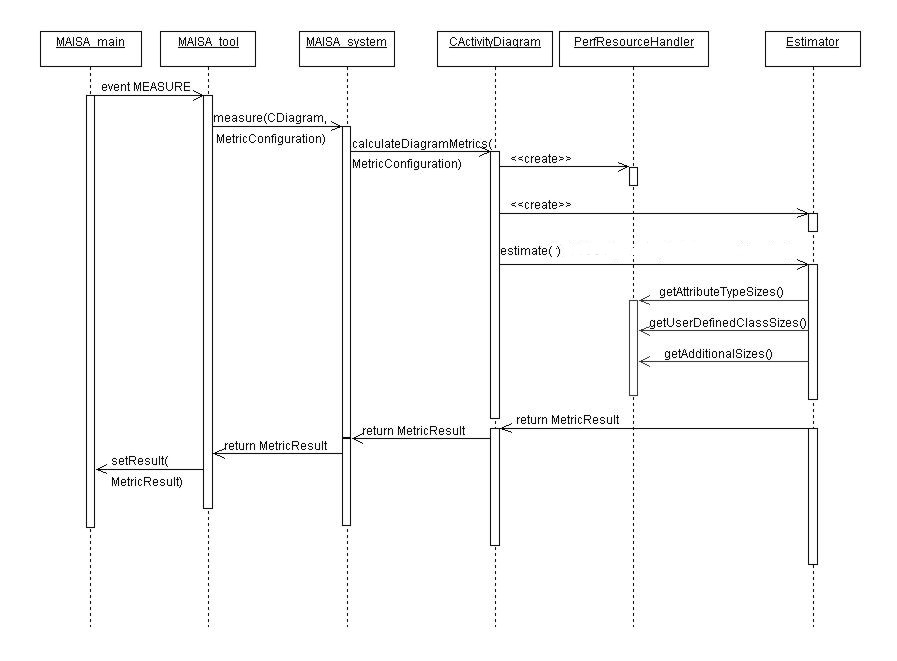 MAISA_main MAISA_tool MAISA_system CActivityDiagram PerfResourceHandler Estimator
event MEASURE
measure(CDiagram,
MetricConfiguration)
calculateDiagramMetrics(
MetricConfiguration)
<<create>>
<<create>>
estimate( )
getAttributeTypeSizes()
getUserDefinedClassSizes()
getAdditionalSizes()
return MetricResult
return MetricResult
return MetricResult
setResult(
MetricResult)